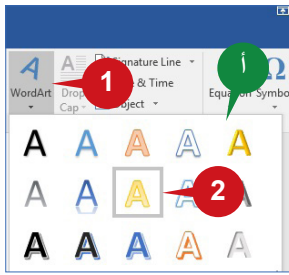 Signature Line
WordArt
Drop
Cap
& Time
Object
Equation
Symbo
1
أ
2
A A A A A
A A A A A
A A A A A